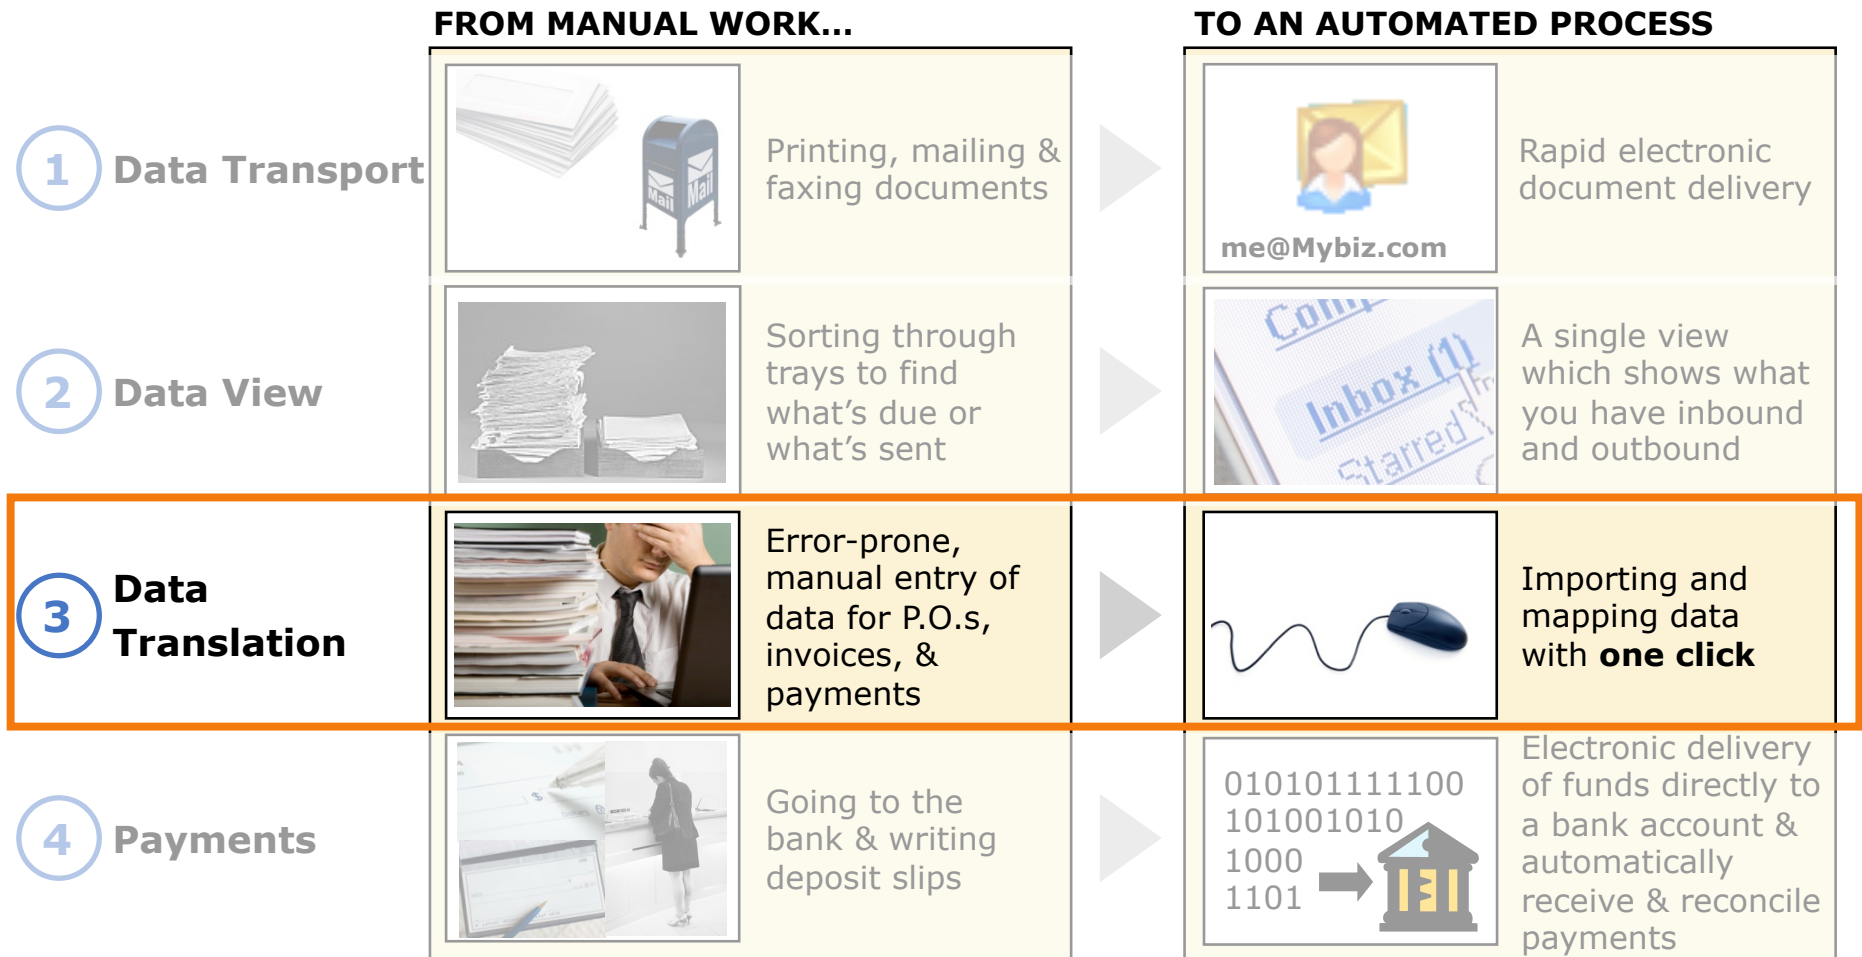 FROM MANUAL WORK...
TO AN AUTOMATED PROCESS
1
Data Transport
Mail
Mail
Printing, mailing &
faxing documents
me@Mybiz.com
Rapid electronic
document delivery
2
Data View
Sorting through
trays to find
what's due or
what's sent
Inbox (1)
Starred
A single view
which shows what
you have inbound
and outbound
3
Data
Translation
Error-prone,
manual entry of
data for P.O.s,
invoices, &
payments
Importing and
mapping data
with one click
4
Payments
$
Going to the
bank & writing
deposit slips
010101111100
101001010
1000
1101
Electronic delivery
of funds directly to
a bank account &
automatically
receive & reconcile
payments